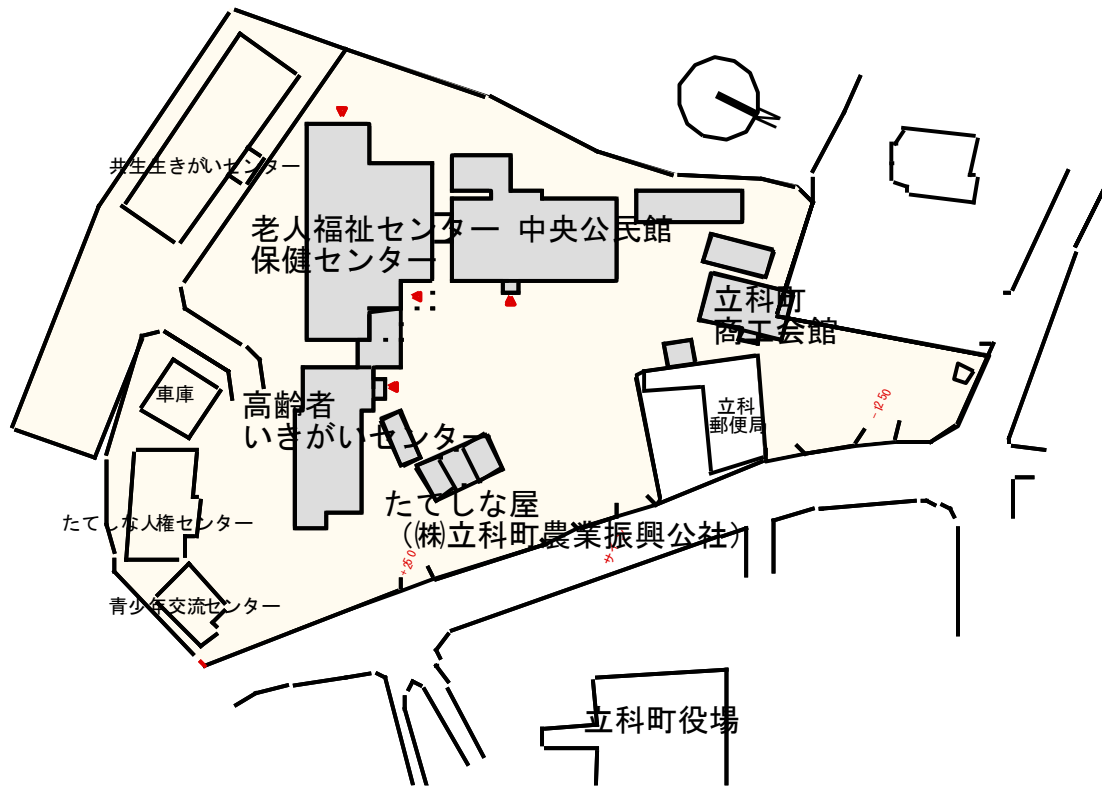 共生生きがいセンター
老人福祉センター
保健センター
中央公民館
立科町
商工会館
車庫
高齢者
いきがいセンター
立科
郵便局
-1250
たてしな屋
（㈱立科町農業振興公社）
たてしな人権センター
+250
青少年交流センター
立科町役場